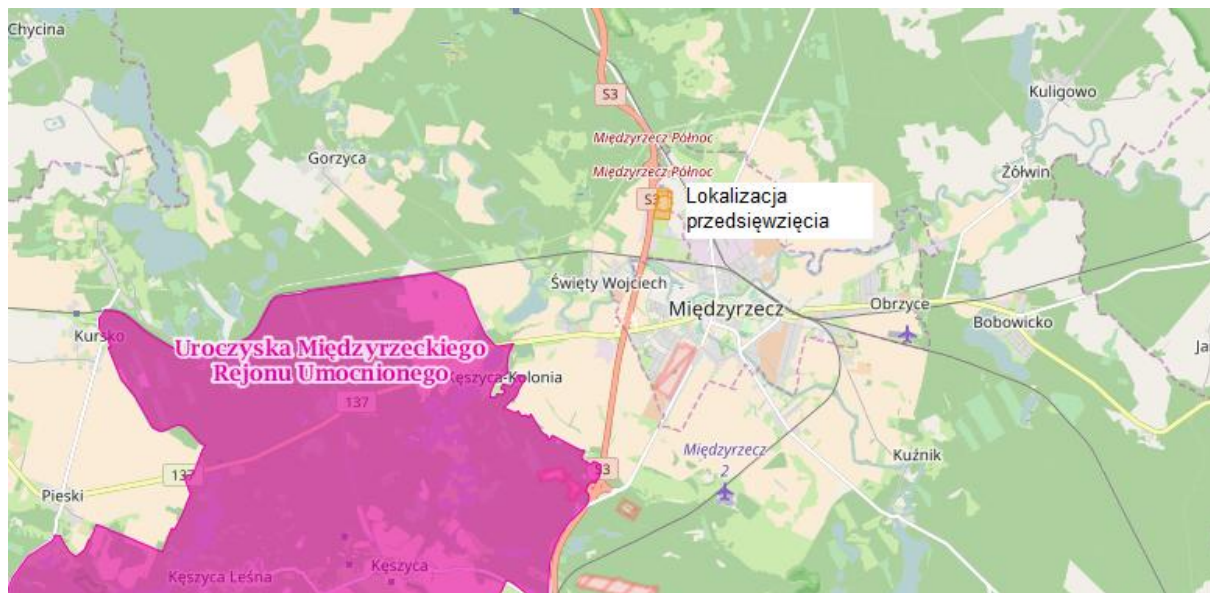 Chycina
S3
Kuligowo
Międzyrzecz Północ
Gorzyca
Międzyrzecz Północ
Żółwin
S3
Lokalizacja
przedsięwzięcia
Święty Wojciech
Międzyrzecz
Obrzyce
Bobowicko
Kursko
Uroczyska Międzyrzeckiego
Rejonu Umocnionego
Kęszyca-Kolonia
Ja
137
Międzyrzecz
2
Kuźnik
S3
137
Pieski
Kęszyca Leśna
Kęszyca